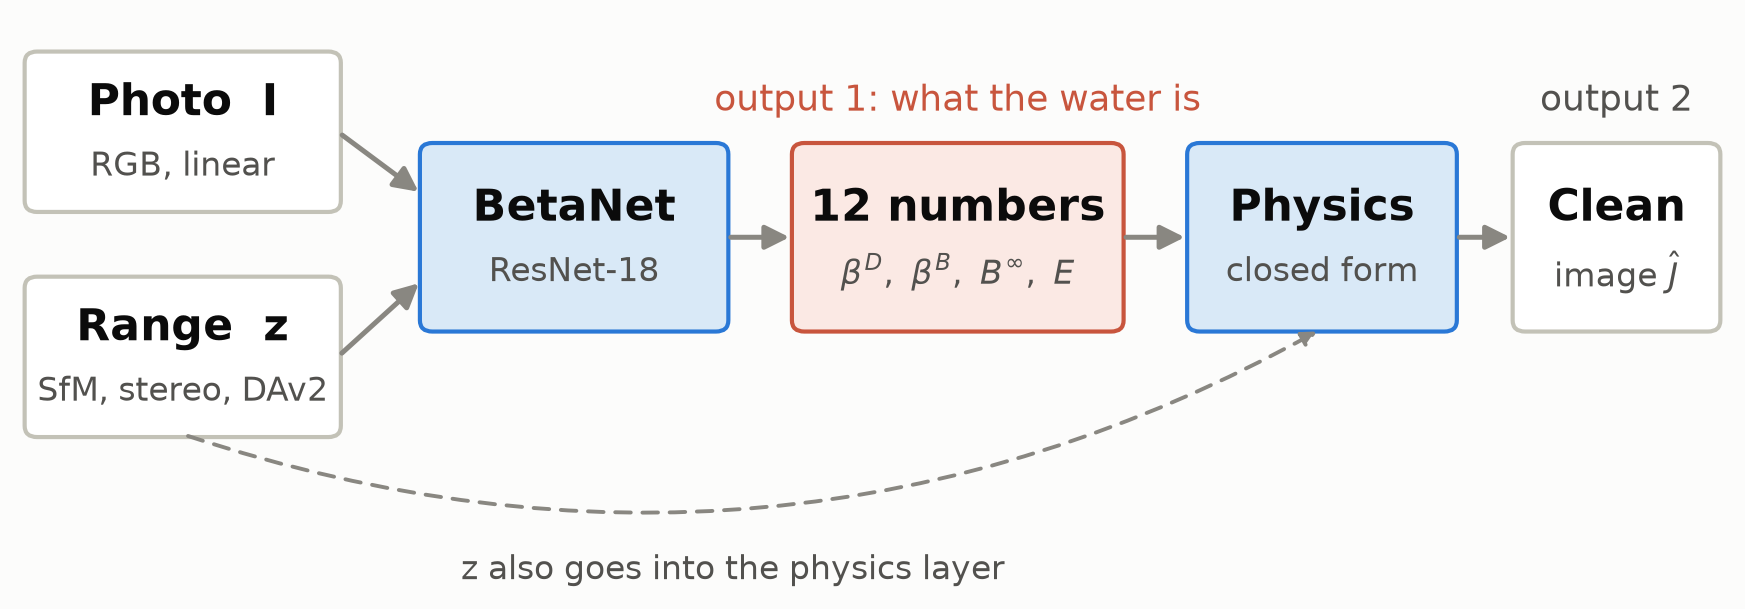 Photo I
RGB, linear
Range z
SfM, stereo, DAv2
BetaNet
ResNet-18
output 1: what the water is
12 numbers
β^D, β^B, B^∞, E
Physics
closed form
output 2
Clean
image Ĵ
z also goes into the physics layer